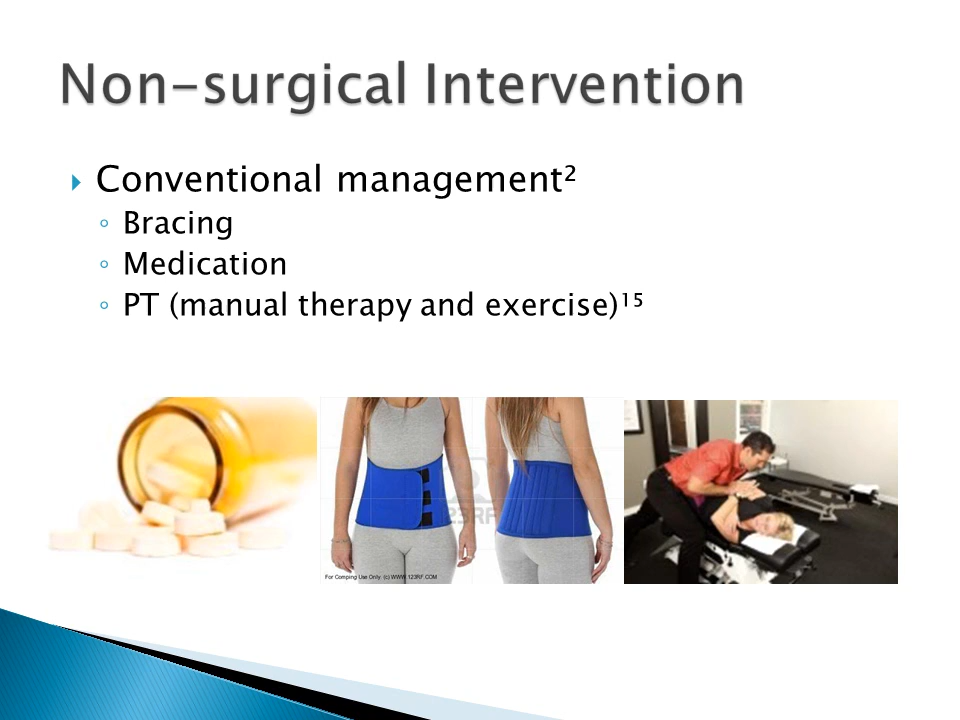 Non-surgical Intervention
Conventional management²
Bracing
Medication
PT (manual therapy and exercise)¹⁵
123RF
For Comping Use Only. (c) WWW.123RF.COM